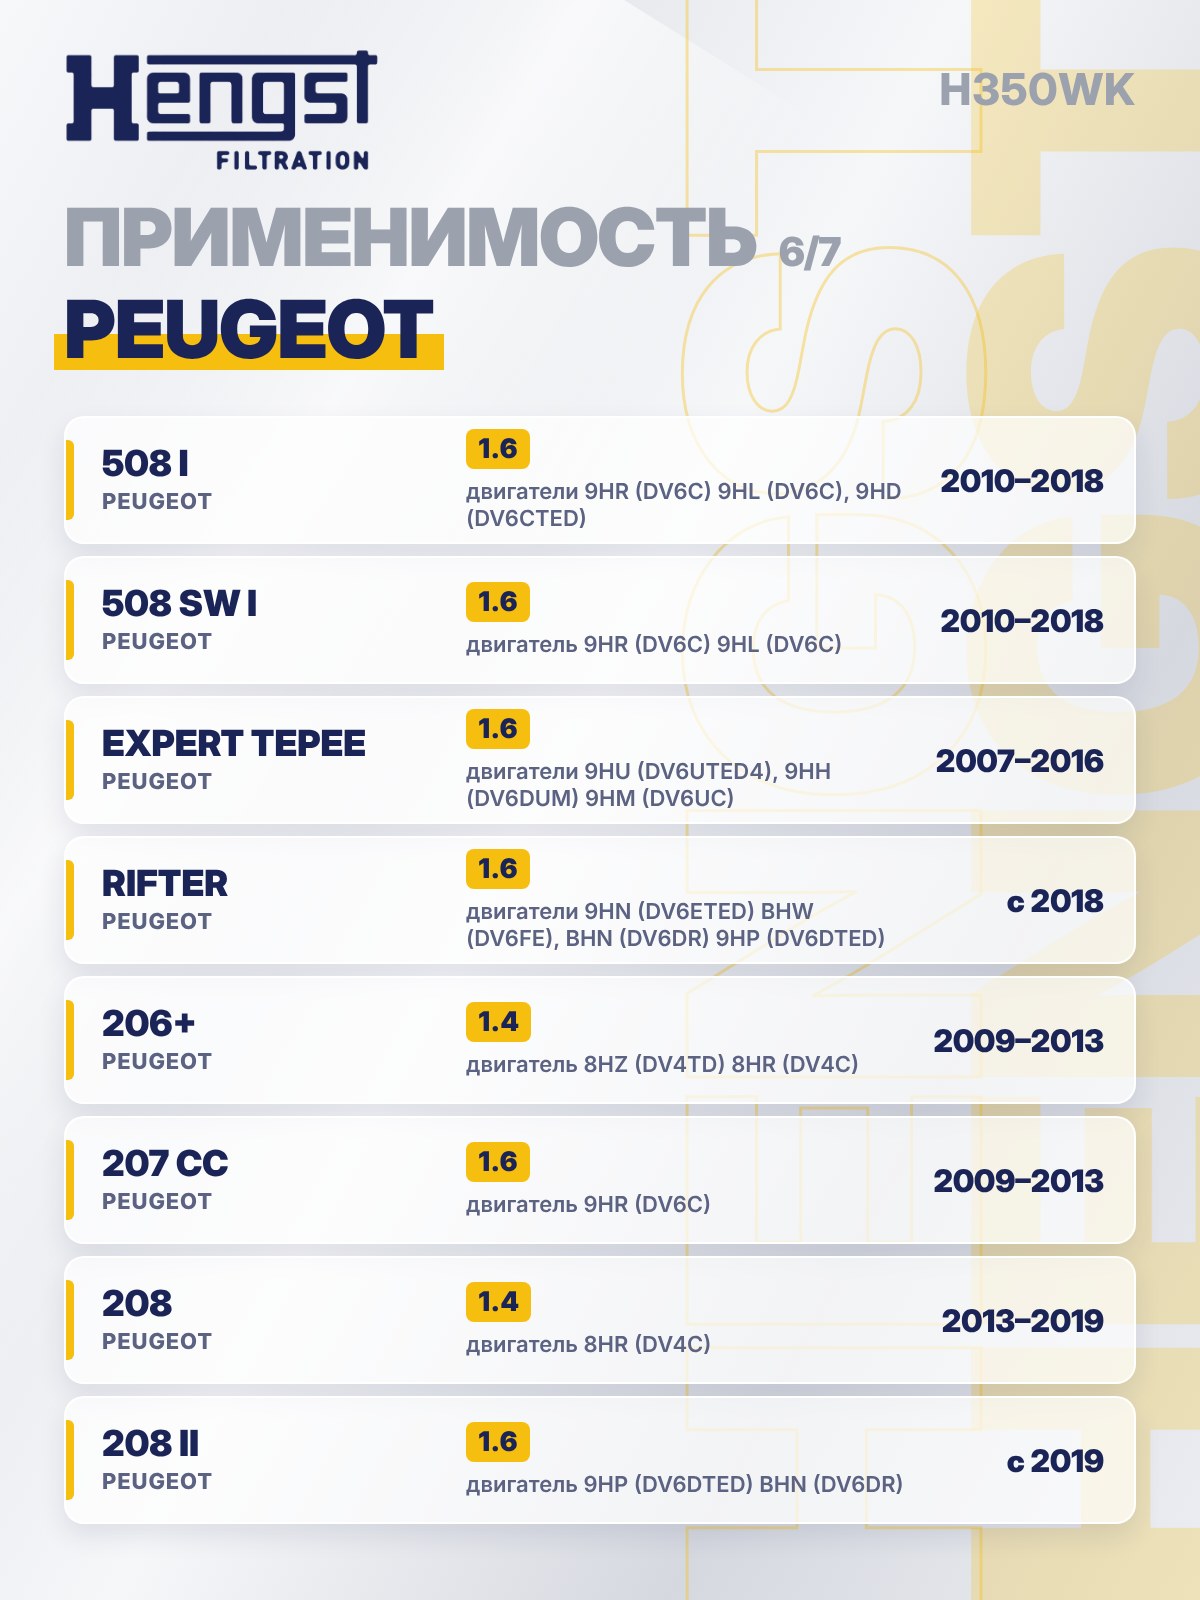 Hengst
FILTRATION
H350WK
ПРИМЕНИМОСТЬ 6/7
PEUGEOT
508 I
PEUGEOT
1.6
двигатели 9HR (DV6C) 9HL (DV6C), 9HD
(DV6CTED)
2010–2018
508 SW I
PEUGEOT
1.6
двигатель 9HR (DV6C) 9HL (DV6C)
2010–2018
EXPERT TEPEE
PEUGEOT
1.6
двигатели 9HU (DV6UTED4), 9HH
(DV6DUM) 9HM (DV6UC)
2007–2016
RIFTER
PEUGEOT
1.6
двигатели 9HN (DV6ETED) BHW
(DV6FE), BHN (DV6DR) 9HP (DV6DTED)
с 2018
206+
PEUGEOT
1.4
двигатель 8HZ (DV4TD) 8HR (DV4C)
2009–2013
207 CC
PEUGEOT
1.6
двигатель 9HR (DV6C)
2009–2013
208
PEUGEOT
1.4
двигатель 8HR (DV4C)
2013–2019
208 II
PEUGEOT
1.6
двигатель 9HP (DV6DTED) BHN (DV6DR)
с 2019
HENGST
HENGST